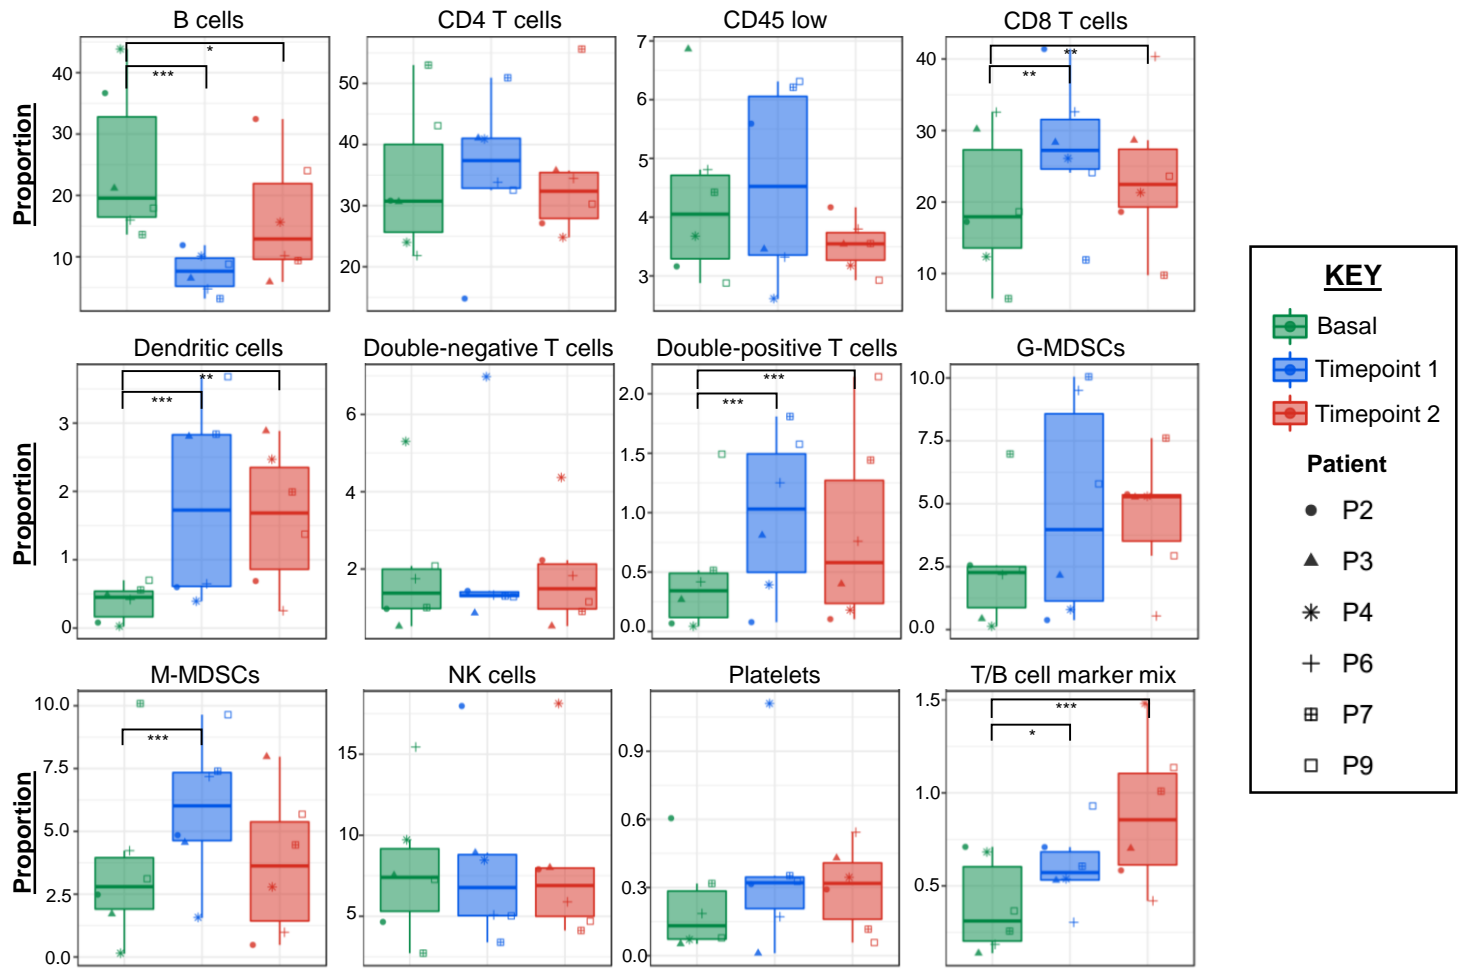 B cells
CD4 T cells
CD45 low
CD8 T cells
Proportion
40
30
20
10
*
***
50
40
30
20
7
6
5
4
3
40
30
20
10
**
**
KEY
Basal
Timepoint 1
Timepoint 2
Patient
P2
P3
P4
P6
P7
P9
Dendritic cells
Double-negative T cells
Double-positive T cells
G-MDSCs
Proportion
3
2
1
0
**
***
6
4
2
2.0
1.5
1.0
0.5
0.0
***
***
10.0
7.5
5.0
2.5
0.0
M-MDSCs
NK cells
Platelets
T/B cell marker mix
Proportion
10.0
7.5
5.0
2.5
0.0
***
15
10
5
0.9
0.6
0.3
0.0
1.5
1.0
0.5
***
*